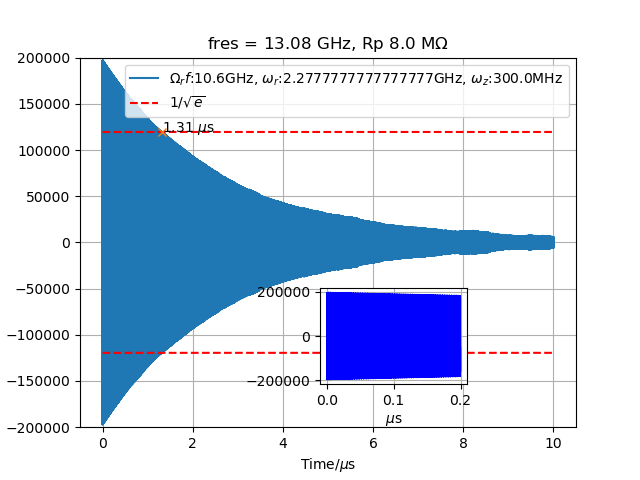 fres = 13.08 GHz, Rp 8.0 MΩ
200000
150000
100000
50000
0
−50000
−100000
−150000
−200000
Ωrf:10.6GHz, ωr:2.2777777777777777GHz, ωz:300.0MHz
1/√e
1.31 μs
200000
0
−200000
0.0 0.1 0.2
μs
0 2 4 6 8 10
Time/μs